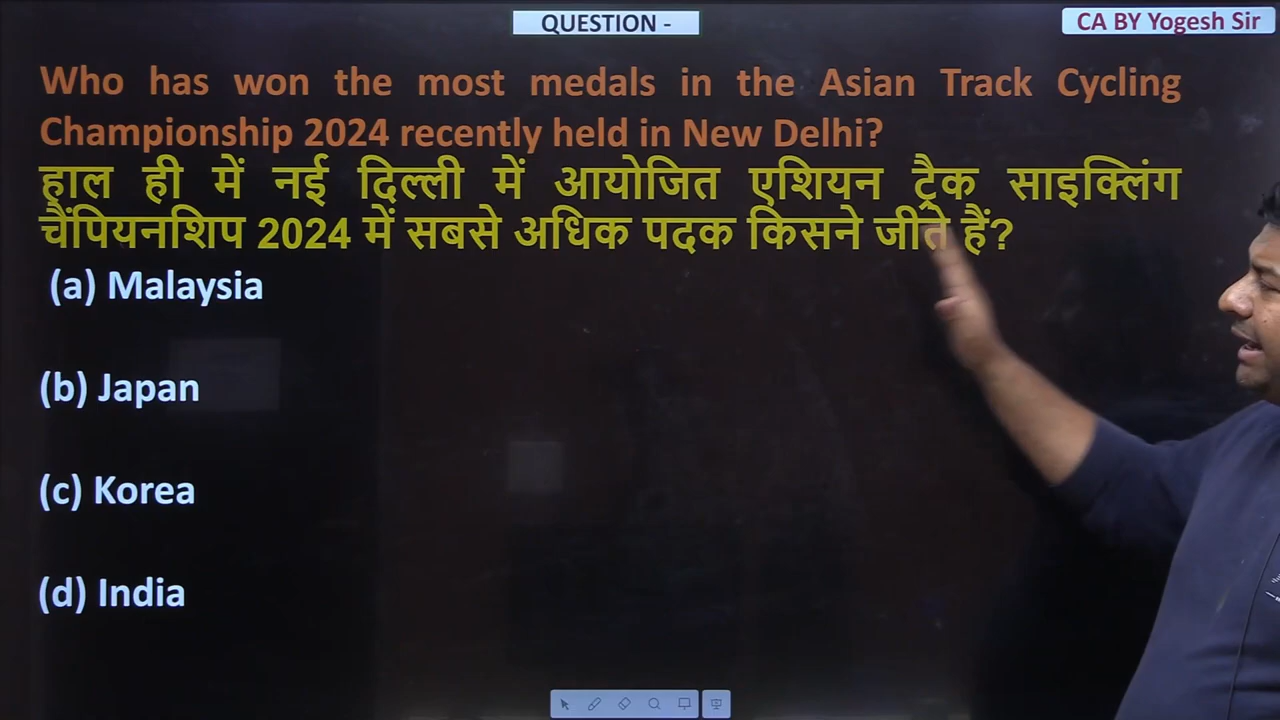 QUESTION -
CA BY Yogesh Sir
Who has won the most medals in the Asian Track Cycling
Championship 2024 recently held in New Delhi?
हाल ही में नई दिल्ली में आयोजित एशियन ट्रैक साइक्लिंग
चैंपियनशिप 2024 में सबसे अधिक पदक किसने जीते हैं?
(a) Malaysia
(b) Japan
(c) Korea
(d) India